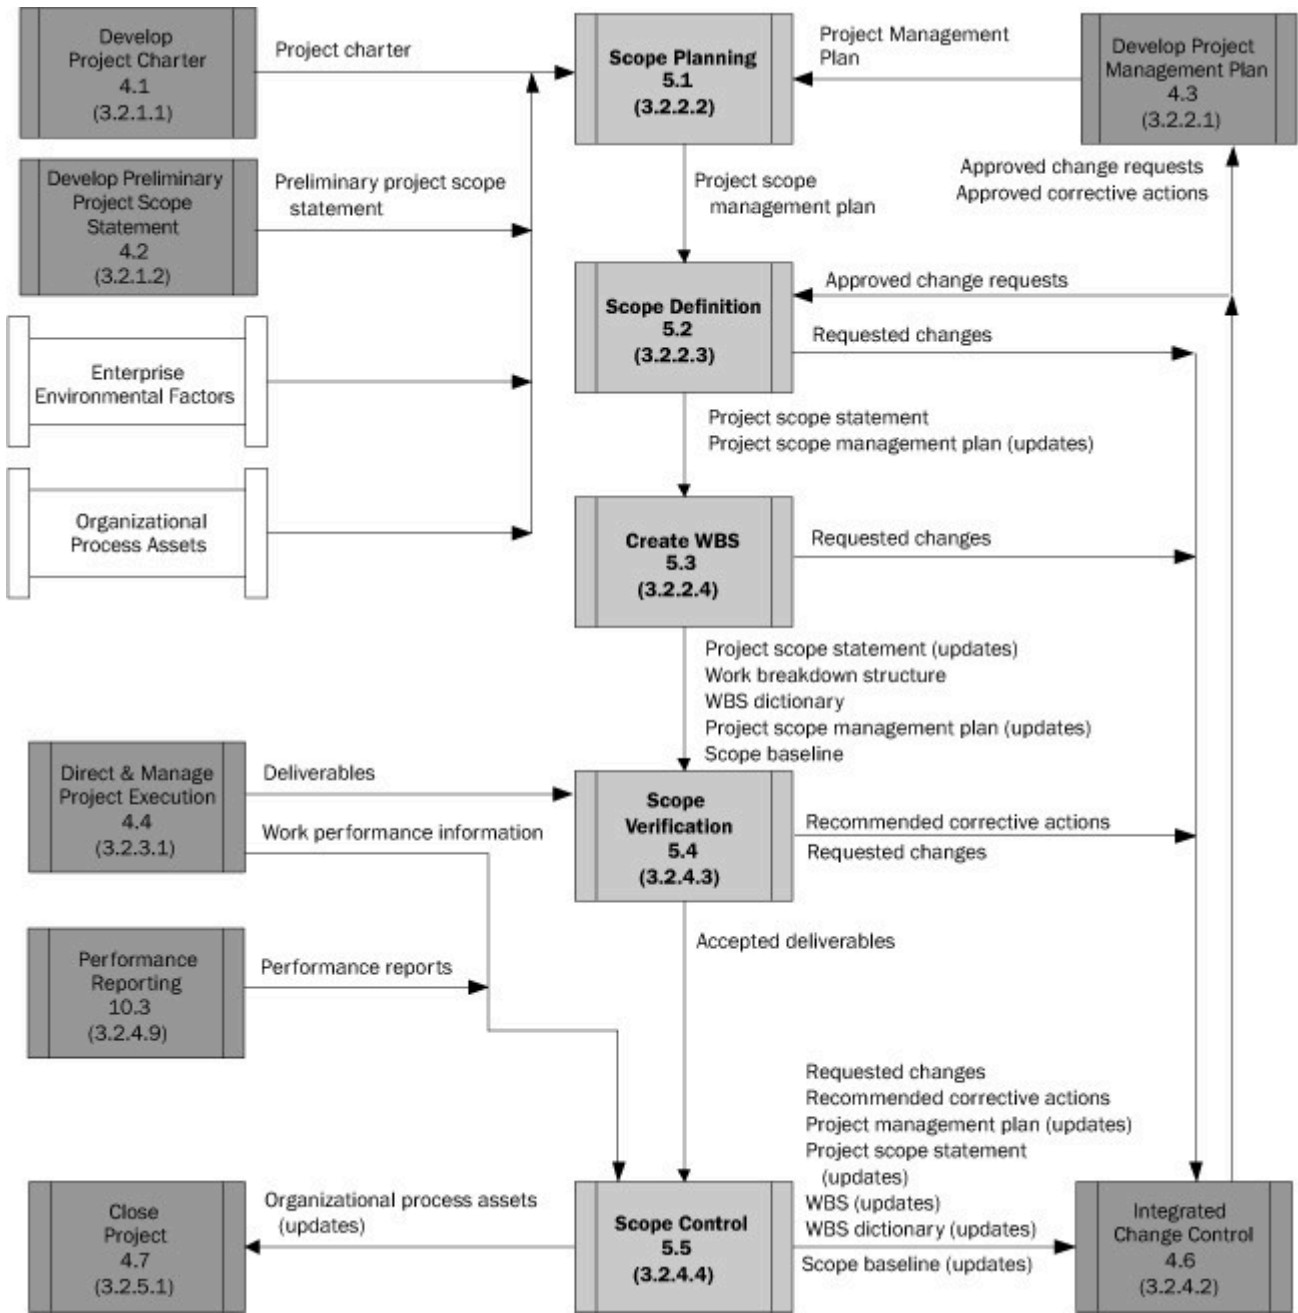 Develop
Project Charter
4.1
(3.2.1.1)
Project charter
Scope Planning
5.1
(3.2.2.2)
Project Management
Plan
Develop Project
Management Plan
4.3
(3.2.2.1)
Develop Preliminary
Project Scope
Statement
4.2
(3.2.1.2)
Preliminary project scope
statement
Project scope
management plan
Approved change requests
Approved corrective actions
Enterprise
Environmental Factors
Scope Definition
5.2
(3.2.2.3)
Approved change requests
Requested changes
Project scope statement
Project scope management plan (updates)
Organizational
Process Assets
Create WBS
5.3
(3.2.2.4)
Requested changes
Project scope statement (updates)
Work breakdown structure
WBS dictionary
Project scope management plan (updates)
Scope baseline
Direct & Manage
Project Execution
4.4
(3.2.3.1)
Deliverables
Work performance information
Scope
Verification
5.4
(3.2.4.3)
Recommended corrective actions
Requested changes
Accepted deliverables
Performance
Reporting
10.3
(3.2.4.9)
Performance reports
Requested changes
Recommended corrective actions
Project management plan (updates)
Project scope statement
(updates)
WBS (updates)
WBS dictionary (updates)
Scope baseline (updates)
Close
Project
4.7
(3.2.5.1)
Organizational process assets
(updates)
Scope Control
5.5
(3.2.4.4)
Integrated
Change Control
4.6
(3.2.4.2)